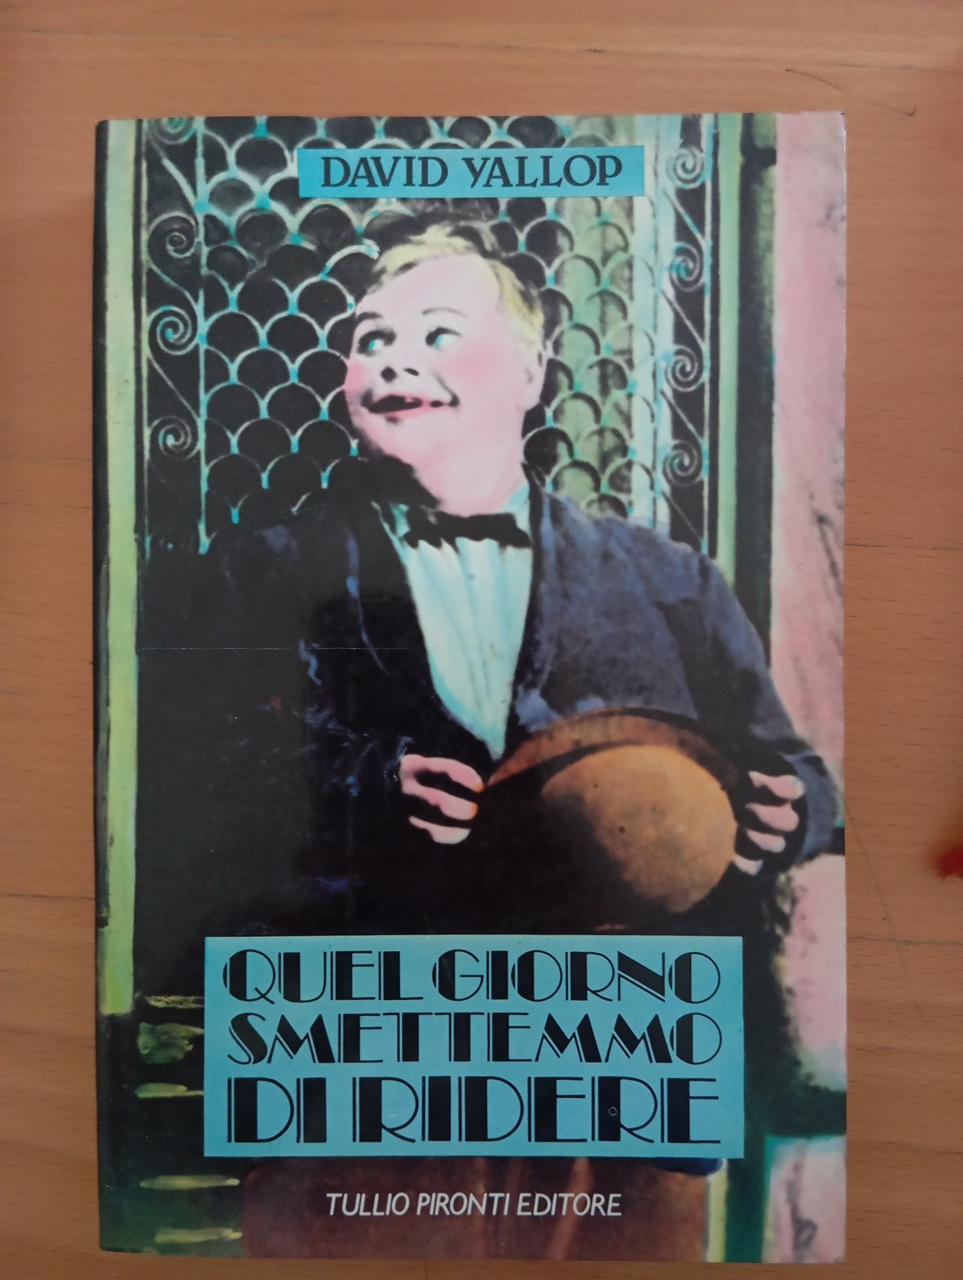 DAVID YALLOP
QUEL GIORNO
SMETTEMMO
DI RIDERE
TULLIO PIRONTI EDITORE